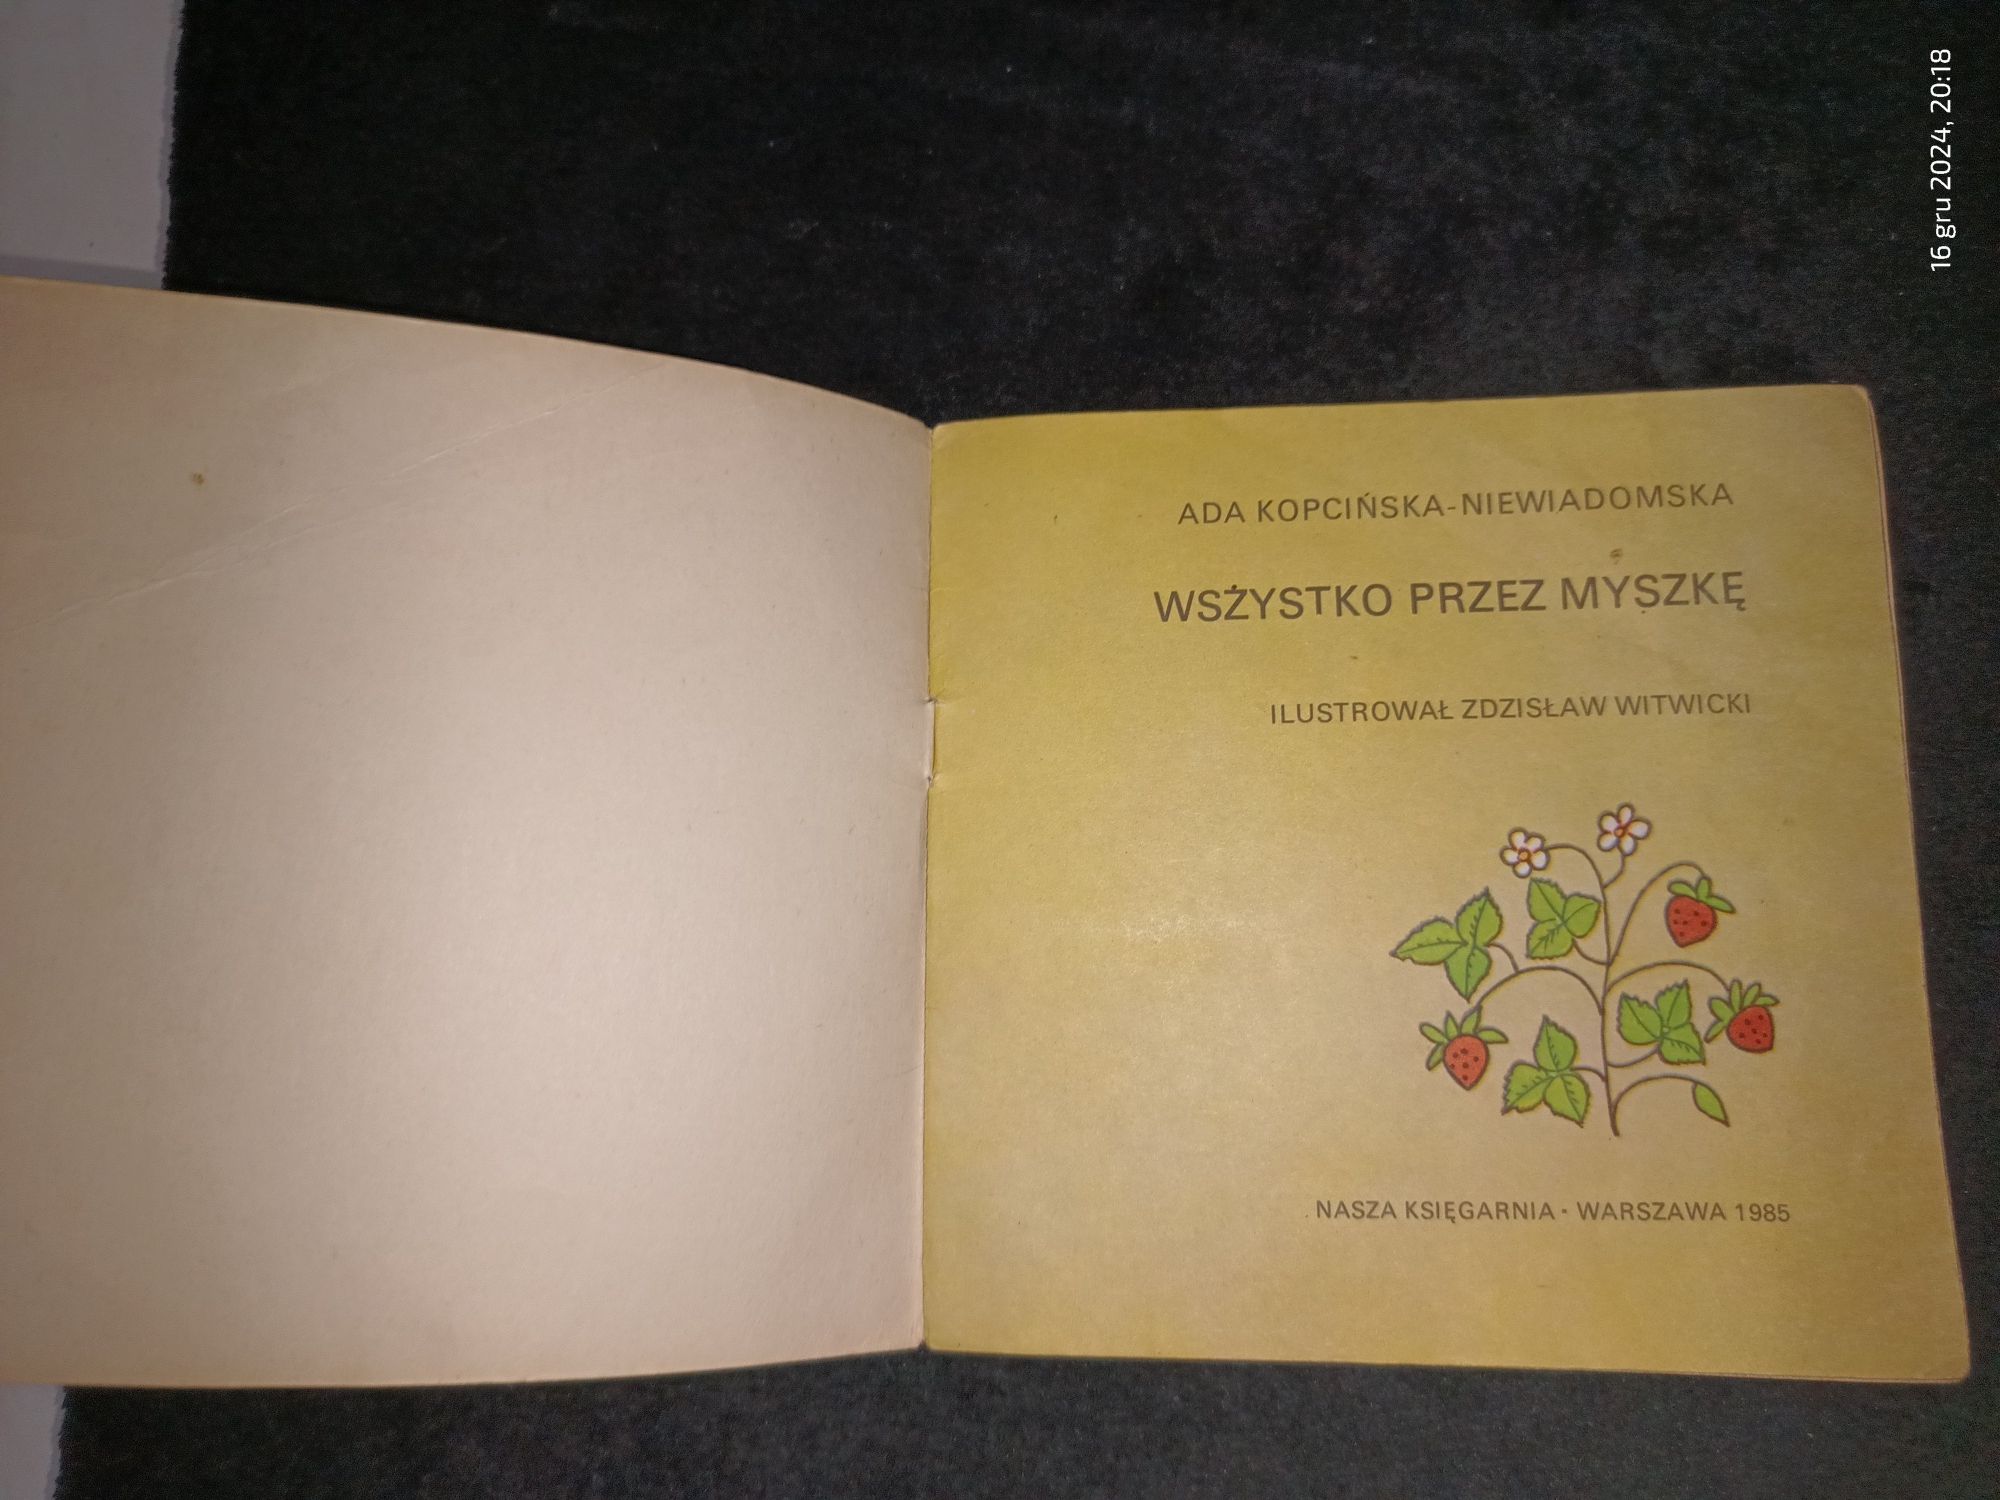 16 gru 2024, 20:18
ADA KOPCIŃSKA-NIEWIADOMSKA
WSZYSTKO PRZEZ MYSZKĘ
ILUSTROWAŁ ZDZISŁAW WITWICKI
NASZA KSIĘGARNIA • WARSZAWA 1985